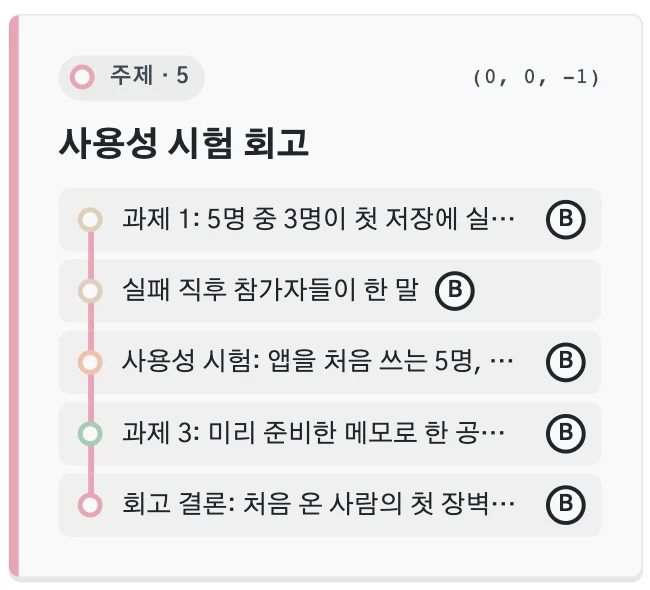 주제 · 5
(0, 0, -1)
사용성 시험 회고
과제 1: 5명 중 3명이 첫 저장에 실… B
실패 직후 참가자들이 한 말 B
사용성 시험: 앱을 처음 쓰는 5명, … B
과제 3: 미리 준비한 메모로 한 공… B
회고 결론: 처음 온 사람의 첫 장벽… B